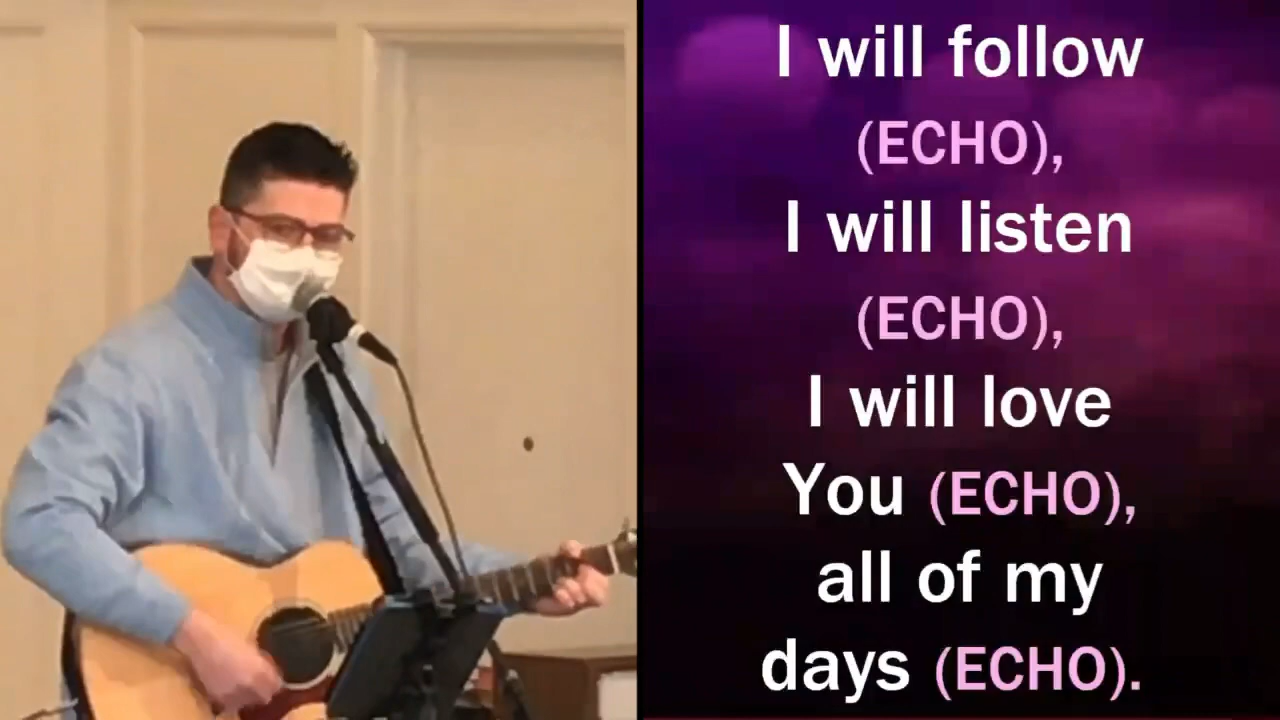 I will follow
(ECHO),
I will listen
(ECHO),
I will love
You (ECHO),
all of my
days (ECHO).